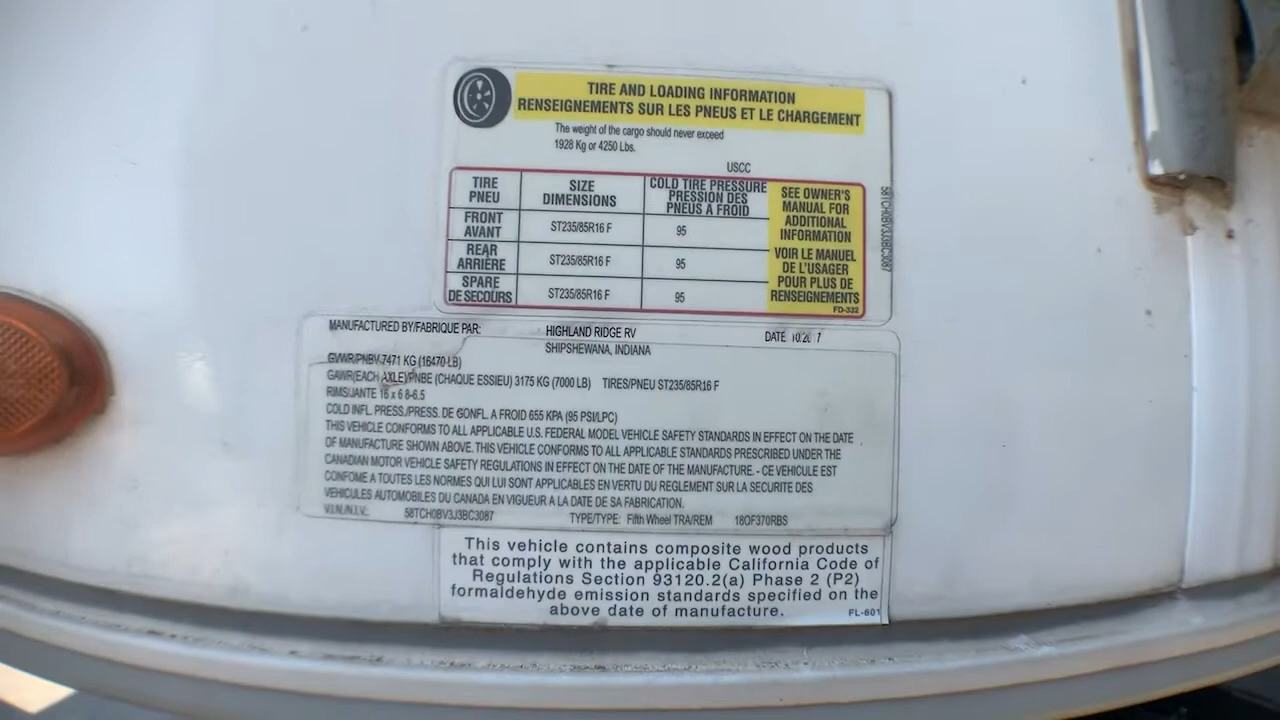 TIRE AND LOADING INFORMATION
RENSEIGNEMENTS SUR LES PNEUS ET LE CHARGEMENT
The weight of the cargo should never exceed
1928 Kg or 4250 Lbs.
USCC
TIRE PNEU SIZE DIMENSIONS COLD TIRE PRESSURE PRESSION DES PNEUS A FROID
FRONT AVANT ST235/85R16 F 95
REAR ARRIÈRE ST235/85R16 F 95
SPARE DE SECOURS ST235/85R16 F 95
SEE OWNER'S
MANUAL FOR
ADDITIONAL
INFORMATION
VOIR LE MANUEL
DE L'USAGER
POUR PLUS DE
RENSEIGNEMENTS
FD-332
58TCH0BV3J3BC3087
MANUFACTURED BY/FABRIQUE PAR: HIGHLAND RIDGE RV DATE 10/20 7
SHIPSHEWANA, INDIANA
GVWR/PNBV 7471 KG (16470 LB)
GAWR(EACH AXLE)/PNBE (CHAQUE ESSIEU) 3175 KG (7000 LB) TIRES/PNEU ST235/85R16 F
RIMS/JANTE 16 x 6 8-6.5
COLD INFL. PRESS./PRESS. DE GONFL. A FROID 655 KPA (95 PSI/LPC)
THIS VEHICLE CONFORMS TO ALL APPLICABLE U.S. FEDERAL MODEL VEHICLE SAFETY STANDARDS IN EFFECT ON THE DATE
OF MANUFACTURE SHOWN ABOVE. THIS VEHICLE CONFORMS TO ALL APPLICABLE STANDARDS PRESCRIBED UNDER THE
CANADIAN MOTOR VEHICLE SAFETY REGULATIONS IN EFFECT ON THE DATE OF THE MANUFACTURE. - CE VEHICULE EST
CONFOME A TOUTES LES NORMES QUI LUI SONT APPLICABLES EN VERTU DU REGLEMENT SUR LA SECURITE DES
VEHICULES AUTOMOBILES DU CANADA EN VIGUEUR A LA DATE DE SA FABRICATION.
V.I.N./N.I.V.: 58TCH0BV3J3BC3087 TYPE/TYPE: Fifth Wheel TRA/REM 18OF370RBS
This vehicle contains composite wood products
that comply with the applicable California Code of
Regulations Section 93120.2(a) Phase 2 (P2)
formaldehyde emission standards specified on the
above date of manufacture.
FL-601